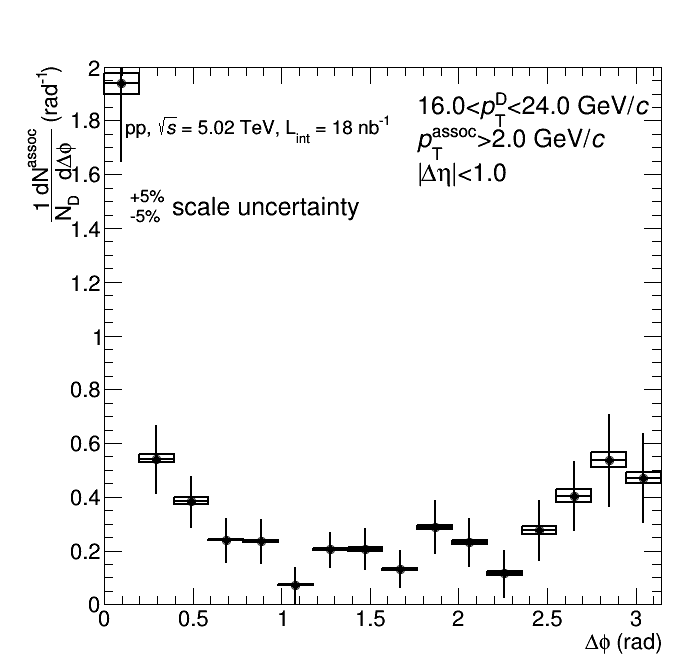 1 dN^assoc
N_D dΔφ (rad^-1)
2
1.8
1.6
1.4
1.2
1
0.8
0.6
0.4
0.2
0
pp, √s = 5.02 TeV, L_int = 18 nb^-1
+5%
-5% scale uncertainty
16.0<p_T^D<24.0 GeV/c
p_T^assoc>2.0 GeV/c
|Δη|<1.0
0 0.5 1 1.5 2 2.5 3
Δφ (rad)